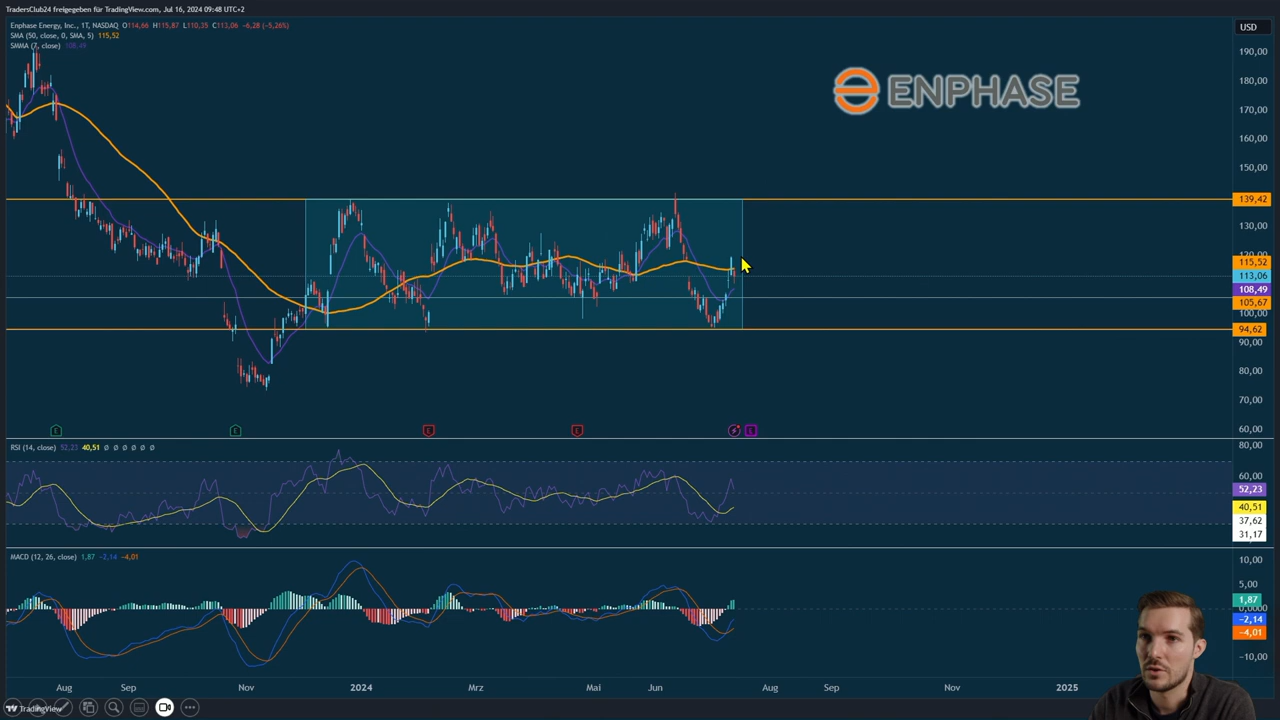 TradersClub24 freigegeben für TradingView.com, Jul 16, 2024 09:48 UTC+2
Enphase Energy, Inc., 1T, NASDAQ O114,66 H115,87 L110,35 C113,06 −6,28 (−5,26%)
SMA (50, close, 0, SMA, 5) 115,52
SMMA (7, close) 108,49
USD
ENPHASE
190,00
180,00
170,00
160,00
150,00
139,42
130,00
120,00
115,52
113,06
108,49
105,67
100,00
94,62
90,00
80,00
70,00
60,00
E
E
E
E
E
RSI (14, close) 52,23 40,51 Ø Ø Ø Ø Ø Ø
80,00
60,00
52,23
40,51
37,62
31,17
MACD (12, 26, close) 1,87 −2,14 −4,01
10,00
5,00
1,87
−2,14
−4,01
−10,00
Aug Sep Nov 2024 Mrz Mai Jun Aug Sep Nov 2025
TradingView